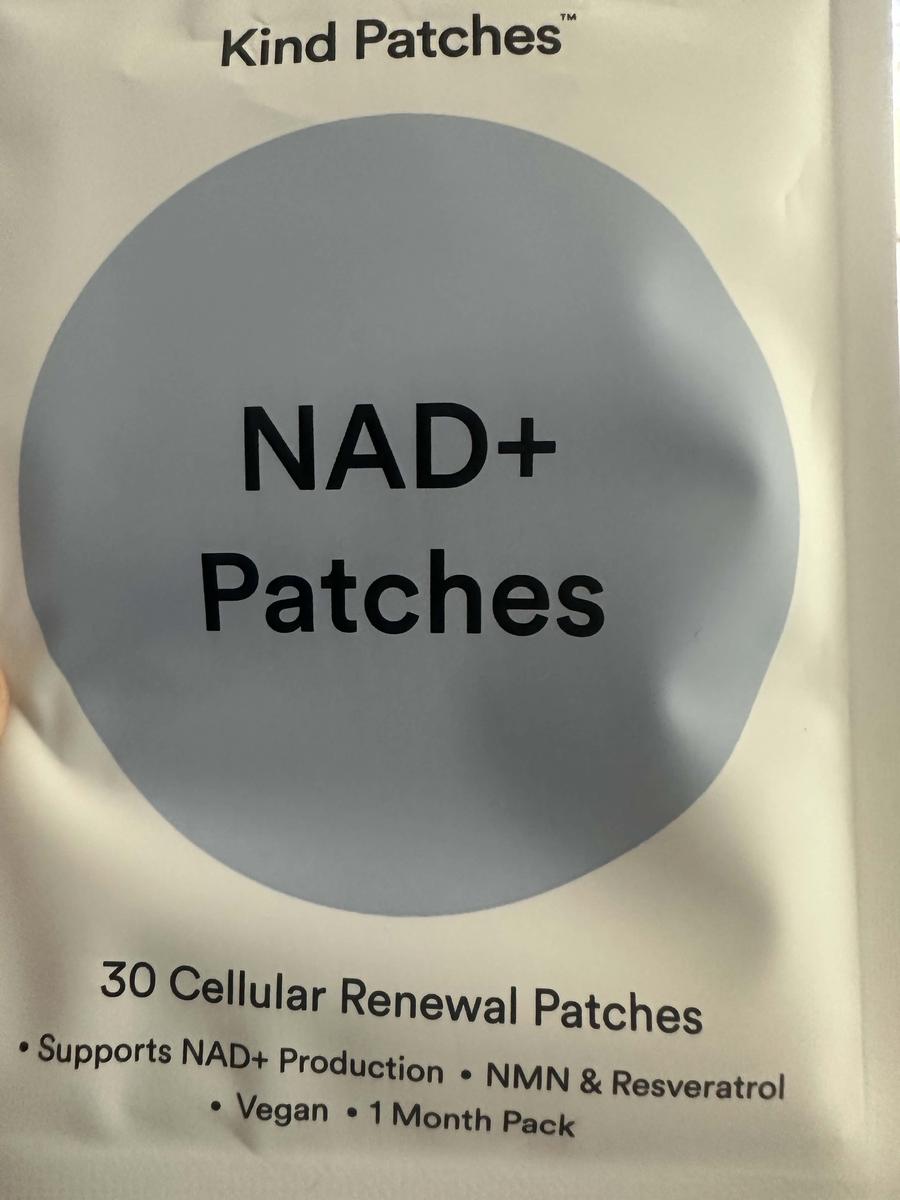 Kind Patches™
NAD+
Patches
30 Cellular Renewal Patches
• Supports NAD+ Production • NMN & Resveratrol
• Vegan • 1 Month Pack